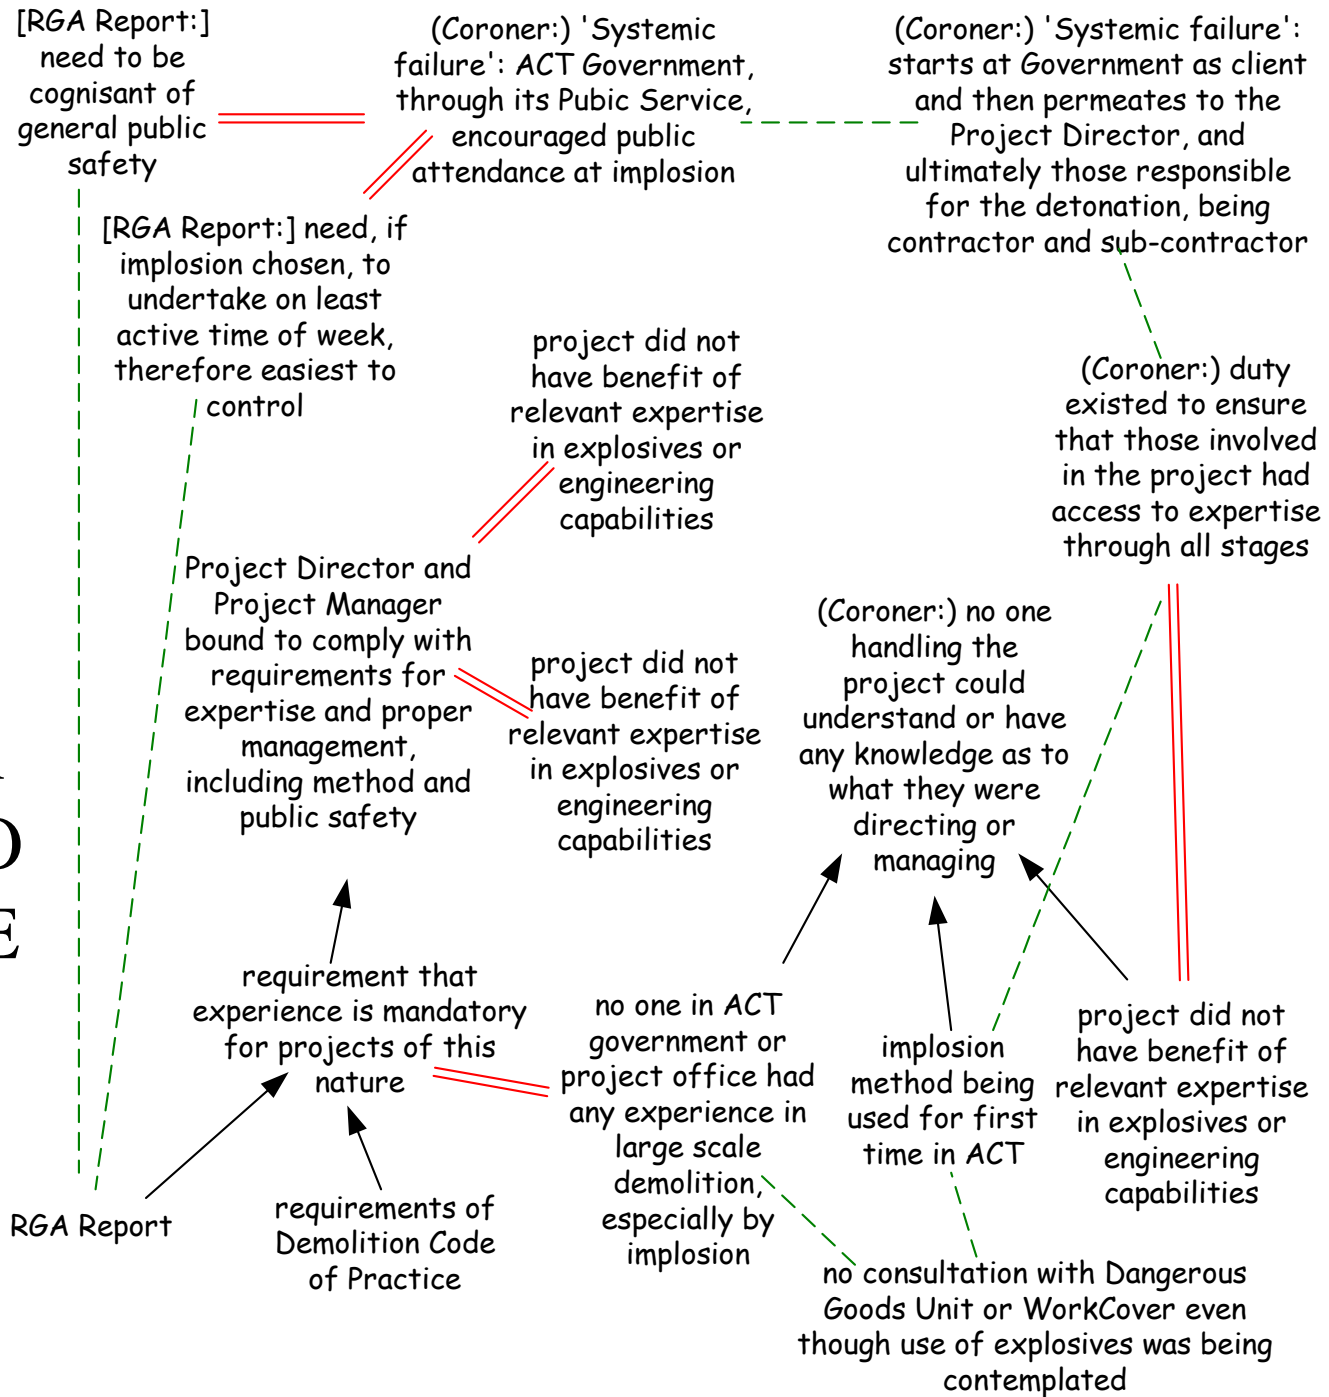 [RGA Report:]
need to be
cognisant of
general public
safety
(Coroner:) 'Systemic
failure': ACT Government,
through its Pubic Service,
encouraged public
attendance at implosion
(Coroner:) 'Systemic failure':
starts at Government as client
and then permeates to the
Project Director, and
ultimately those responsible
for the detonation, being
contractor and sub-contractor
[RGA Report:] need, if
implosion chosen, to
undertake on least
active time of week,
therefore easiest to
control
project did not
have benefit of
relevant expertise
in explosives or
engineering
capabilities
(Coroner:) duty
existed to ensure
that those involved
in the project had
access to expertise
through all stages
Project Director and
Project Manager
bound to comply with
requirements for
expertise and proper
management,
including method and
public safety
project did not
have benefit of
relevant expertise
in explosives or
engineering
capabilities
(Coroner:) no one
handling the
project could
understand or have
any knowledge as to
what they were
directing or
managing
E
requirement that
experience is mandatory
for projects of this
nature
no one in ACT
government or
project office had
any experience in
large scale
demolition,
especially by
implosion
implosion
method being
used for first
time in ACT
project did not
have benefit of
relevant expertise
in explosives or
engineering
capabilities
RGA Report
requirements of
Demolition Code
of Practice
no consultation with Dangerous
Goods Unit or WorkCover even
though use of explosives was being
contemplated